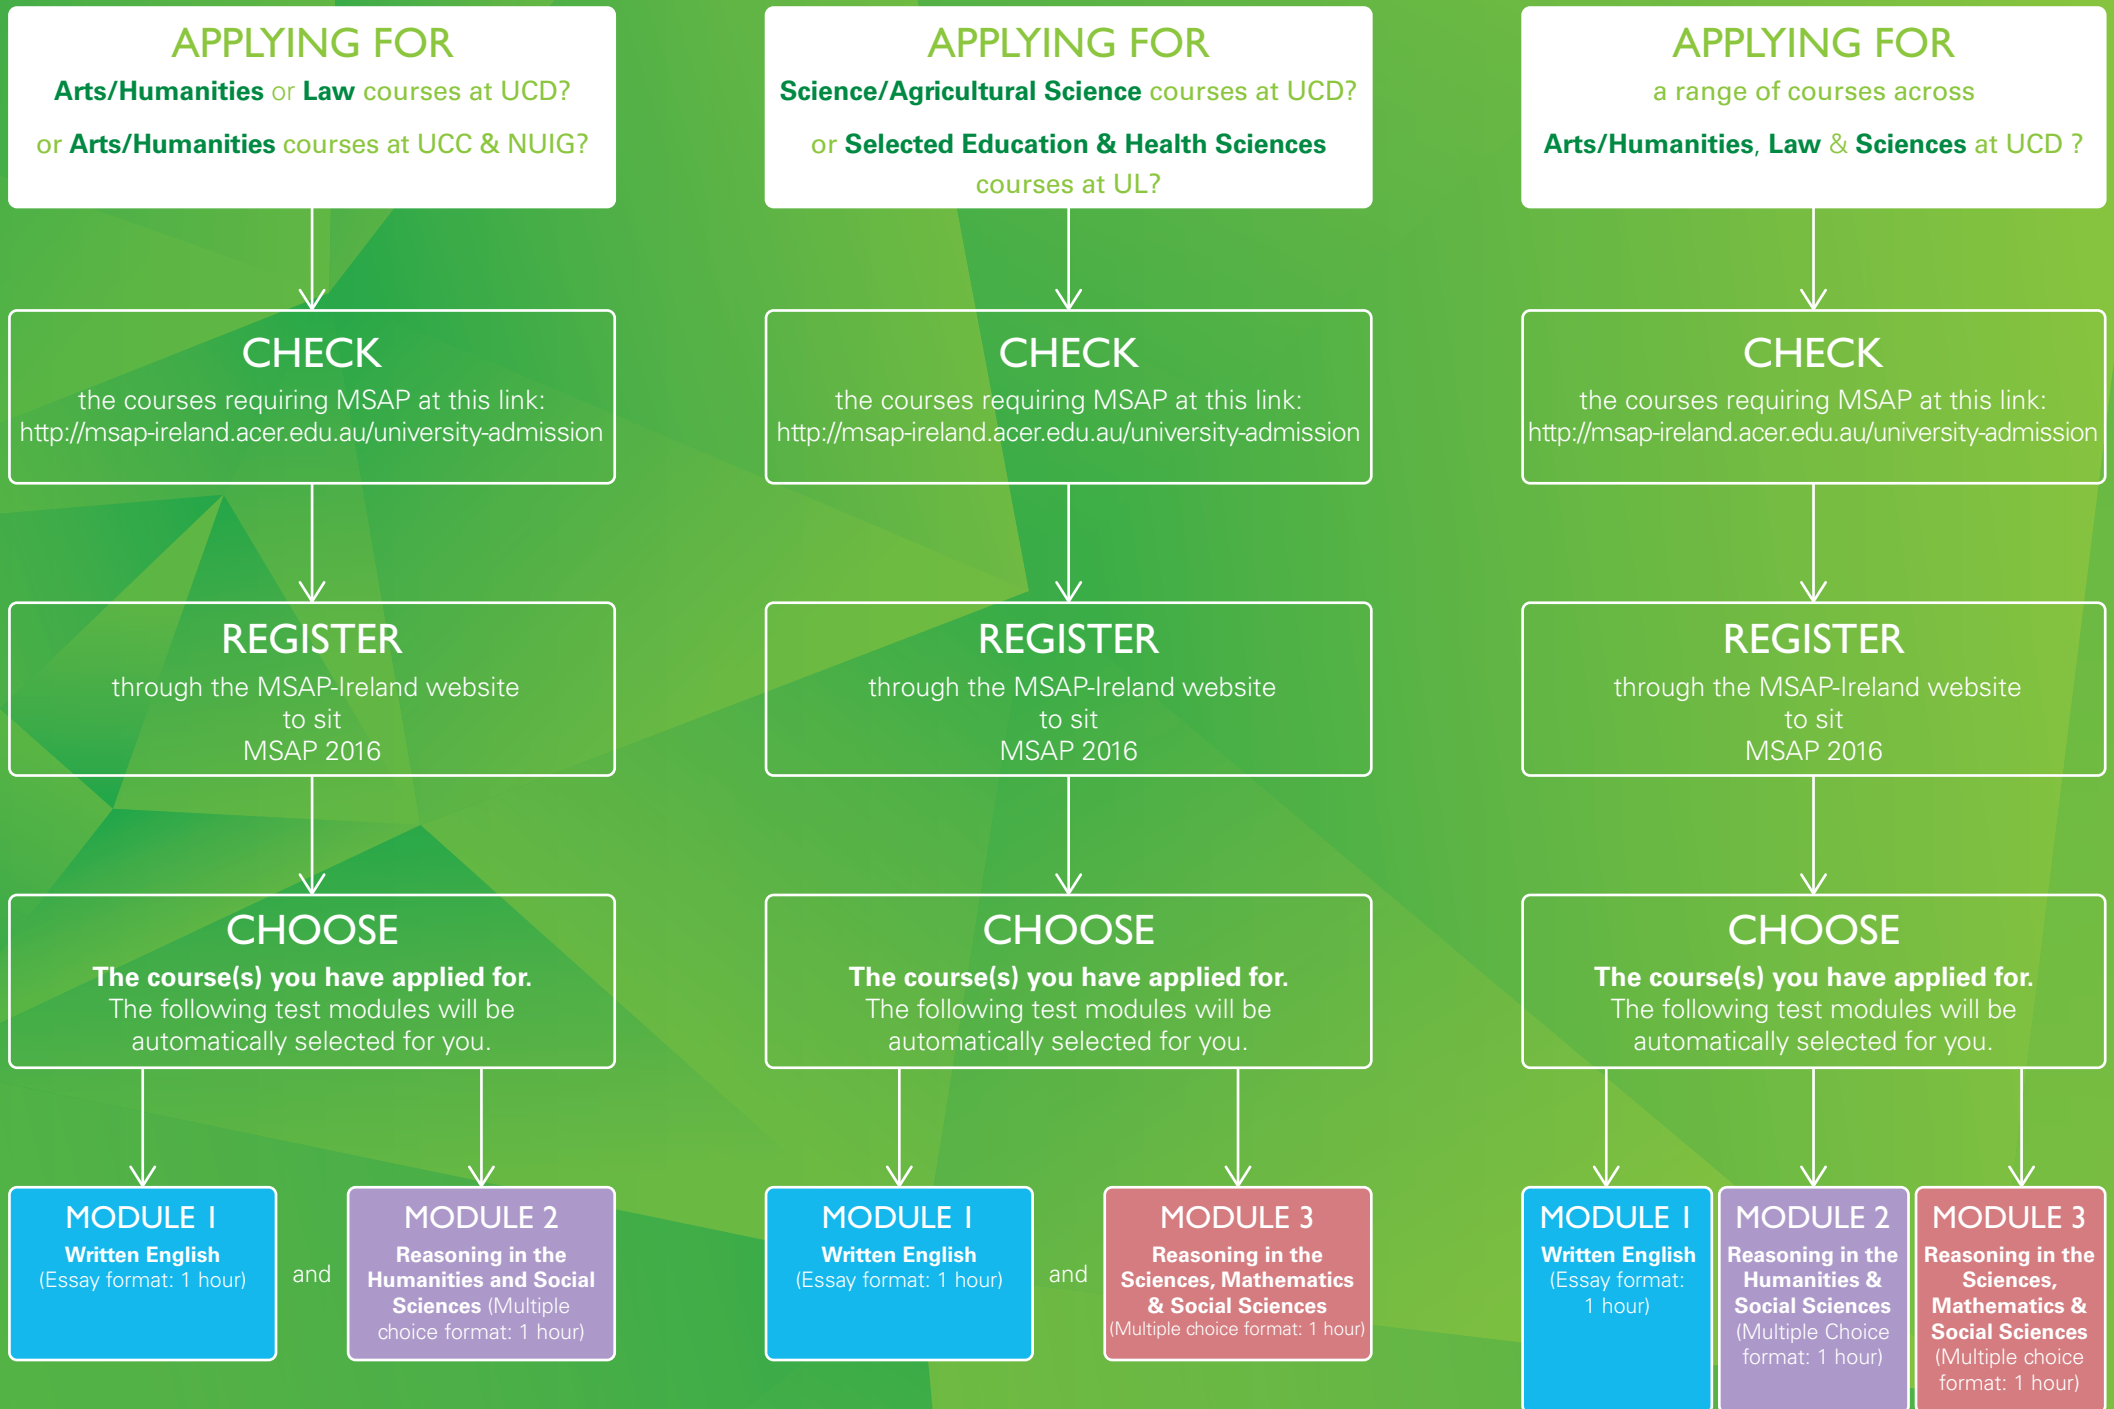 APPLYING FOR
Arts/Humanities or Law courses at UCD?
or Arts/Humanities courses at UCC & NUIG?
CHECK
the courses requiring MSAP at this link:
http://msap-ireland.acer.edu.au/university-admission
REGISTER
through the MSAP-Ireland website
to sit
MSAP 2016
CHOOSE
The course(s) you have applied for.
The following test modules will be
automatically selected for you.
MODULE 1
Written English
(Essay format: 1 hour)
and
MODULE 2
Reasoning in the
Humanities and Social
Sciences (Multiple
choice format: 1 hour)
APPLYING FOR
Science/Agricultural Science courses at UCD?
or Selected Education & Health Sciences
courses at UL?
CHECK
the courses requiring MSAP at this link:
http://msap-ireland.acer.edu.au/university-admission
REGISTER
through the MSAP-Ireland website
to sit
MSAP 2016
CHOOSE
The course(s) you have applied for.
The following test modules will be
automatically selected for you.
MODULE 1
Written English
(Essay format: 1 hour)
and
MODULE 3
Reasoning in the
Sciences, Mathematics
& Social Sciences
(Multiple choice format: 1 hour)
APPLYING FOR
a range of courses across
Arts/Humanities, Law & Sciences at UCD ?
CHECK
the courses requiring MSAP at this link:
http://msap-ireland.acer.edu.au/university-admission
REGISTER
through the MSAP-Ireland website
to sit
MSAP 2016
CHOOSE
The course(s) you have applied for.
The following test modules will be
automatically selected for you.
MODULE 1
Written English
(Essay format:
1 hour)
MODULE 2
Reasoning in the
Humanities &
Social Sciences
(Multiple Choice
format: 1 hour)
MODULE 3
Reasoning in the
Sciences,
Mathematics &
Social Sciences
(Multiple choice
format: 1 hour)